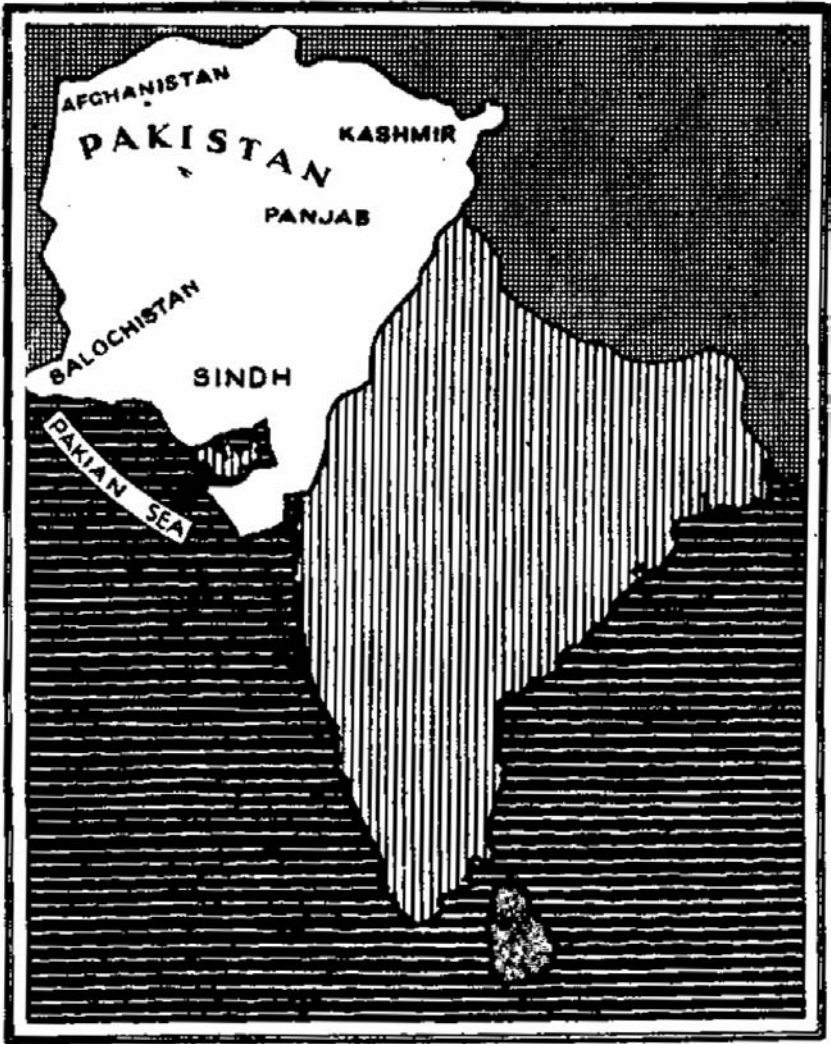 AFGHANISTAN
PAKISTAN
KASHMIR
PANJAB
BALOCHISTAN
SINDH
PAKIAN SEA